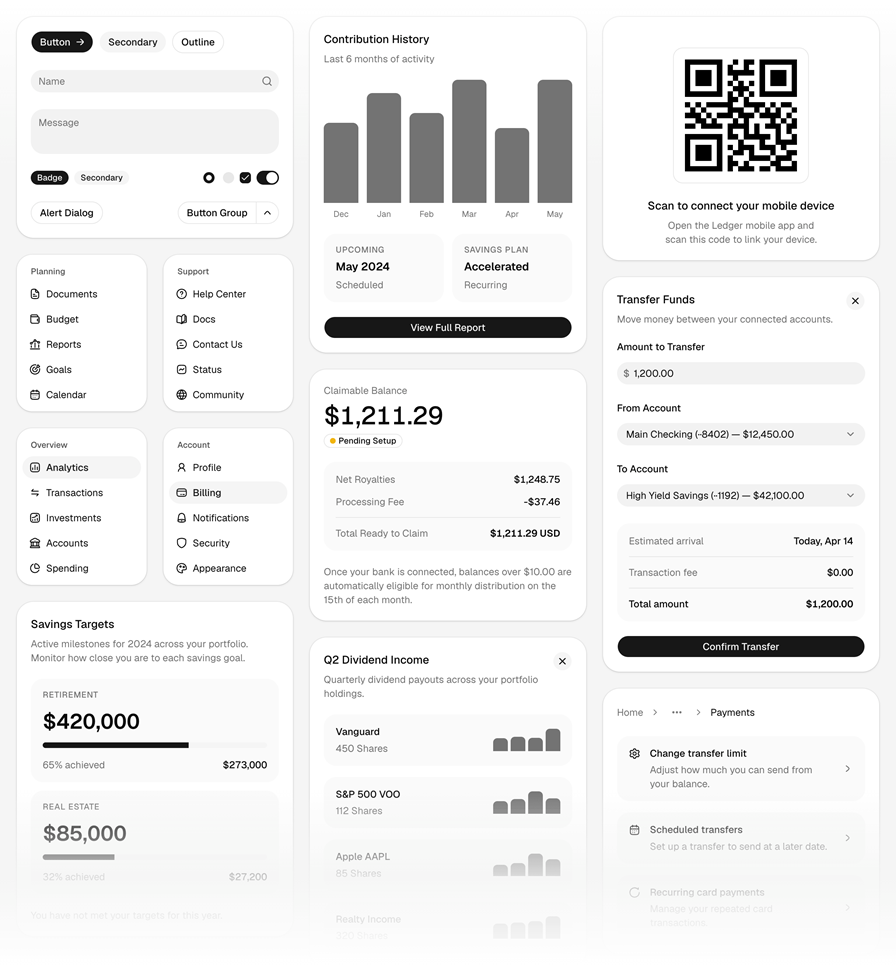 Button →
Secondary
Outline
Name
Message
Badge
Secondary
Alert Dialog
Button Group
Planning
Documents
Budget
Reports
Goals
Calendar
Support
Help Center
Docs
Contact Us
Status
Community
Overview
Analytics
Transactions
Investments
Accounts
Spending
Account
Profile
Billing
Notifications
Security
Appearance
Savings Targets
Active milestones for 2024 across your portfolio.
Monitor how close you are to each savings goal.
RETIREMENT
$420,000
65% achieved
$273,000
REAL ESTATE
$85,000
32% achieved
$27,200
You have not met your targets for this year.
Contribution History
Last 6 months of activity
Dec
Jan
Feb
Mar
Apr
May
UPCOMING
May 2024
Scheduled
SAVINGS PLAN
Accelerated
Recurring
View Full Report
Claimable Balance
$1,211.29
Pending Setup
Net Royalties
$1,248.75
Processing Fee
-$37.46
Total Ready to Claim
$1,211.29 USD
Once your bank is connected, balances over $10.00 are
automatically eligible for monthly distribution on the
15th of each month.
Q2 Dividend Income
Quarterly dividend payouts across your portfolio
holdings.
Vanguard
450 Shares
S&P 500 VOO
112 Shares
Apple AAPL
85 Shares
Realty Income
320 Shares
Scan to connect your mobile device
Open the Ledger mobile app and
scan this code to link your device.
Transfer Funds
Move money between your connected accounts.
Amount to Transfer
$ 1,200.00
From Account
Main Checking (··8402) — $12,450.00
To Account
High Yield Savings (··1192) — $42,100.00
Estimated arrival
Today, Apr 14
Transaction fee
$0.00
Total amount
$1,200.00
Confirm Transfer
Home
Payments
Change transfer limit
Adjust how much you can send from
your balance.
Scheduled transfers
Set up a transfer to send at a later date.
Recurring card payments
Manage your repeated card
transactions.